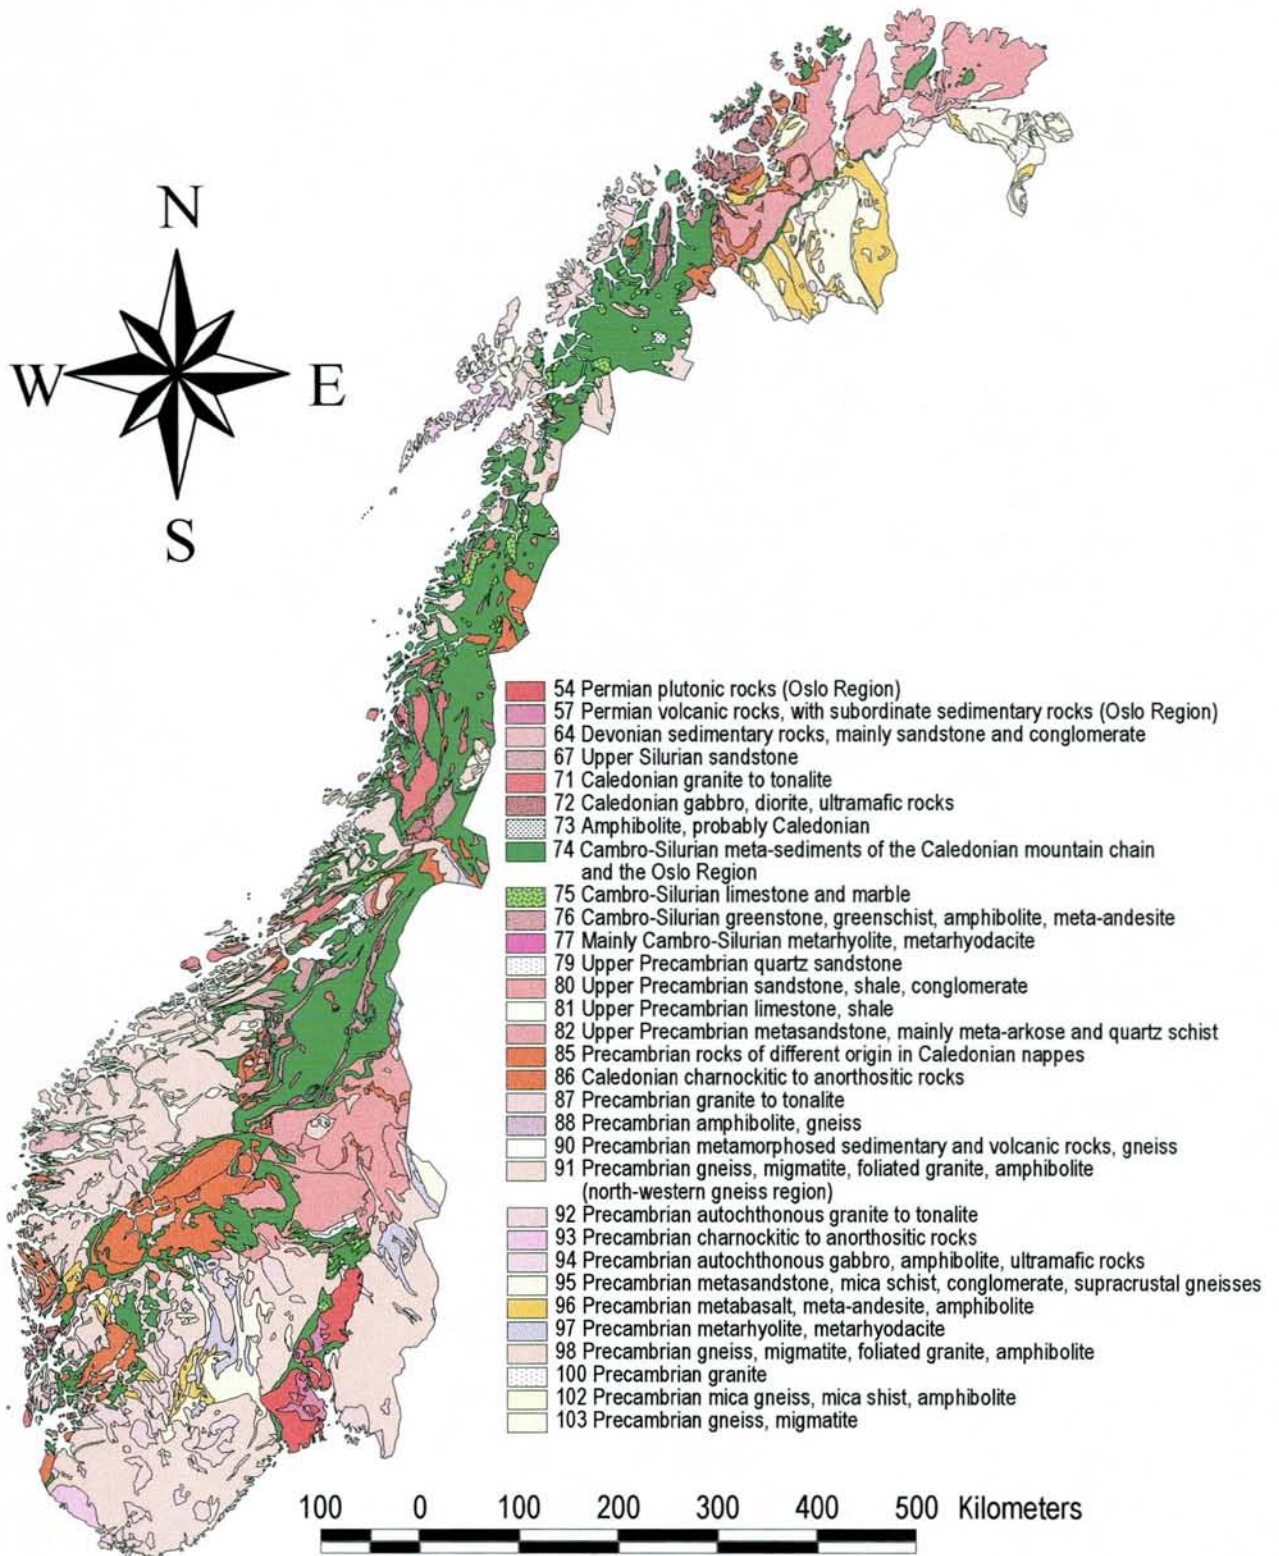 N
W
E
S
54 Permian plutonic rocks (Oslo Region)
57 Permian volcanic rocks, with subordinate sedimentary rocks (Oslo Region)
64 Devonian sedimentary rocks, mainly sandstone and conglomerate
67 Upper Silurian sandstone
71 Caledonian granite to tonalite
72 Caledonian gabbro, diorite, ultramafic rocks
73 Amphibolite, probably Caledonian
74 Cambro-Silurian meta-sediments of the Caledonian mountain chain
and the Oslo Region
75 Cambro-Silurian limestone and marble
76 Cambro-Silurian greenstone, greenschist, amphibolite, meta-andesite
77 Mainly Cambro-Silurian metarhyolite, metarhyodacite
79 Upper Precambrian quartz sandstone
80 Upper Precambrian sandstone, shale, conglomerate
81 Upper Precambrian limestone, shale
82 Upper Precambrian metasandstone, mainly meta-arkose and quartz schist
85 Precambrian rocks of different origin in Caledonian nappes
86 Caledonian charnockitic to anorthositic rocks
87 Precambrian granite to tonalite
88 Precambrian amphibolite, gneiss
90 Precambrian metamorphosed sedimentary and volcanic rocks, gneiss
91 Precambrian gneiss, migmatite, foliated granite, amphibolite
(north-western gneiss region)
92 Precambrian autochthonous granite to tonalite
93 Precambrian charnockitic to anorthositic rocks
94 Precambrian autochthonous gabbro, amphibolite, ultramafic rocks
95 Precambrian metasandstone, mica schist, conglomerate, supracrustal gneisses
96 Precambrian metabasalt, meta-andesite, amphibolite
97 Precambrian metarhyolite, metarhyodacite
98 Precambrian gneiss, migmatite, foliated granite, amphibolite
100 Precambrian granite
102 Precambrian mica gneiss, mica shist, amphibolite
103 Precambrian gneiss, migmatite
100 0 100 200 300 400 500 Kilometers